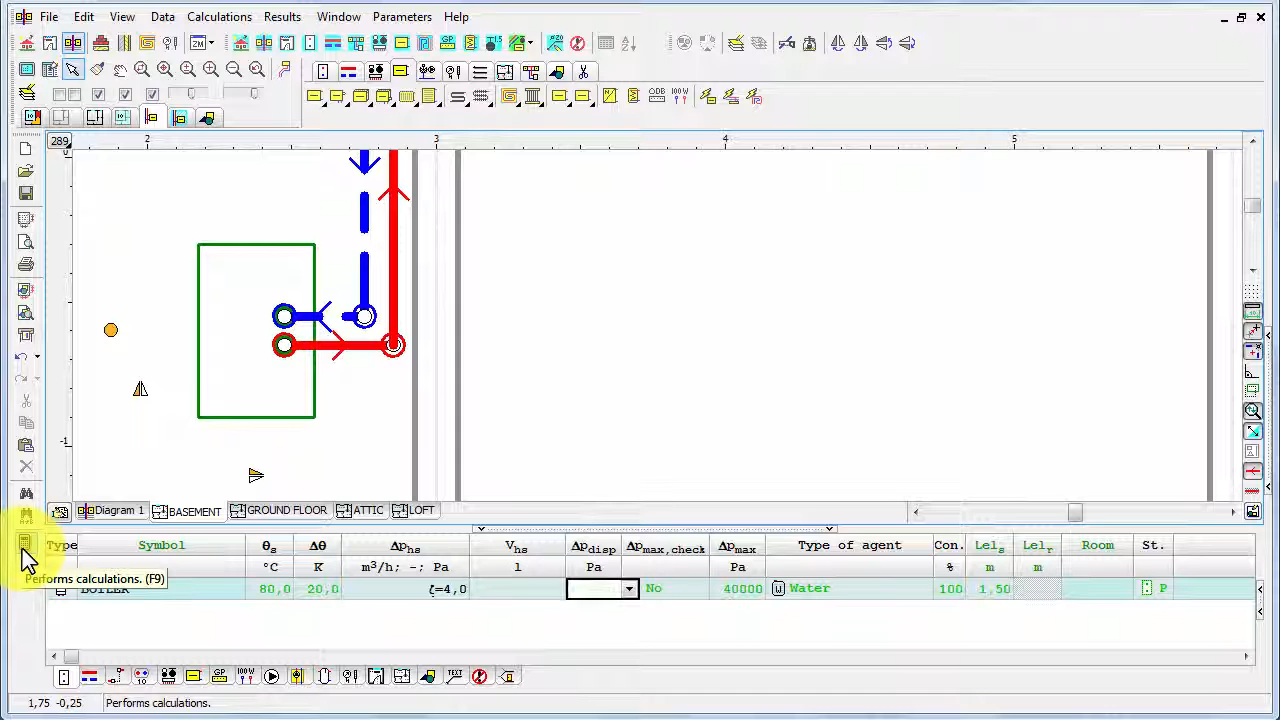 File Edit View Data Calculations Results Window Parameters Help
289 2 3 4 5
-1
Diagram 1 BASEMENT GROUND FLOOR ATTIC LOFT
Type Symbol θs Δθ Δphs Vhs Δpdisp Δpmax,check Δpmax Type of agent Con. Lels Lelr Room St.
°C K m³/h; -; Pa l Pa Pa % m m
BOILER 80,0 20,0 ζ=4,0 No 40000 Water 100 1,50 P
Performs calculations. (F9)
1,75 -0,25 Performs calculations.